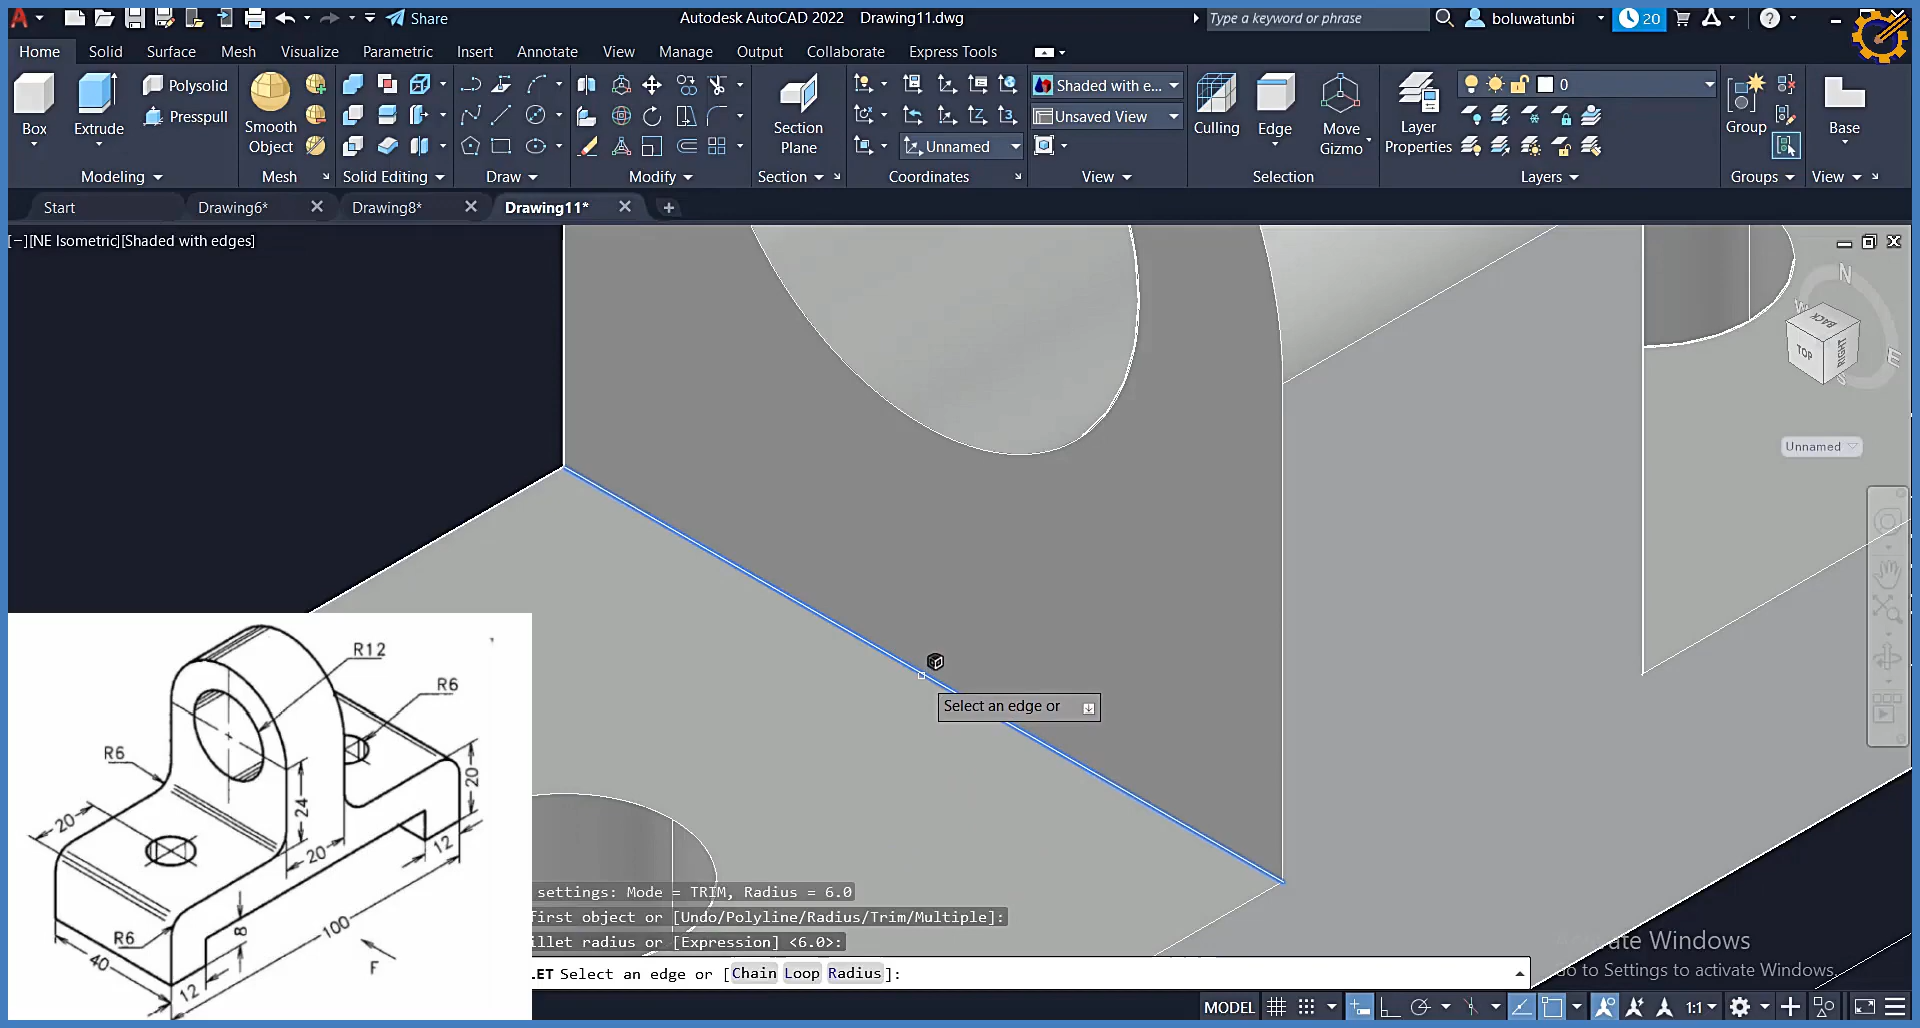 Share
Autodesk AutoCAD 2022 Drawing11.dwg
Type a keyword or phrase
boluwatunbi
20
Home Solid Surface Mesh Visualize Parametric Insert Annotate View Manage Output Collaborate Express Tools
Box
Extrude
Polysolid
Presspull
Smooth
Object
Section
Plane
Unnamed
Shaded with e...
Unsaved View
Culling
Edge
Move
Gizmo
Layer
Properties
0
Group
Base
Modeling Mesh Solid Editing Draw Modify Section Coordinates View Selection Layers Groups View
Start Drawing6* Drawing8* Drawing11*
[−][NE Isometric][Shaded with edges]
N
E
BACK
TOP
RIGHT
Unnamed
Select an edge or
R12
R6
R6
20
24
20
20
12
8
100
R6
40
12
F
settings: Mode = TRIM, Radius = 6.0
first object or [Undo/Polyline/Radius/Trim/Multiple]:
illet radius or [Expression] <6.0>:
LET Select an edge or [Chain Loop Radius]:
Activate Windows
Go to Settings to activate Windows.
MODEL
1:1